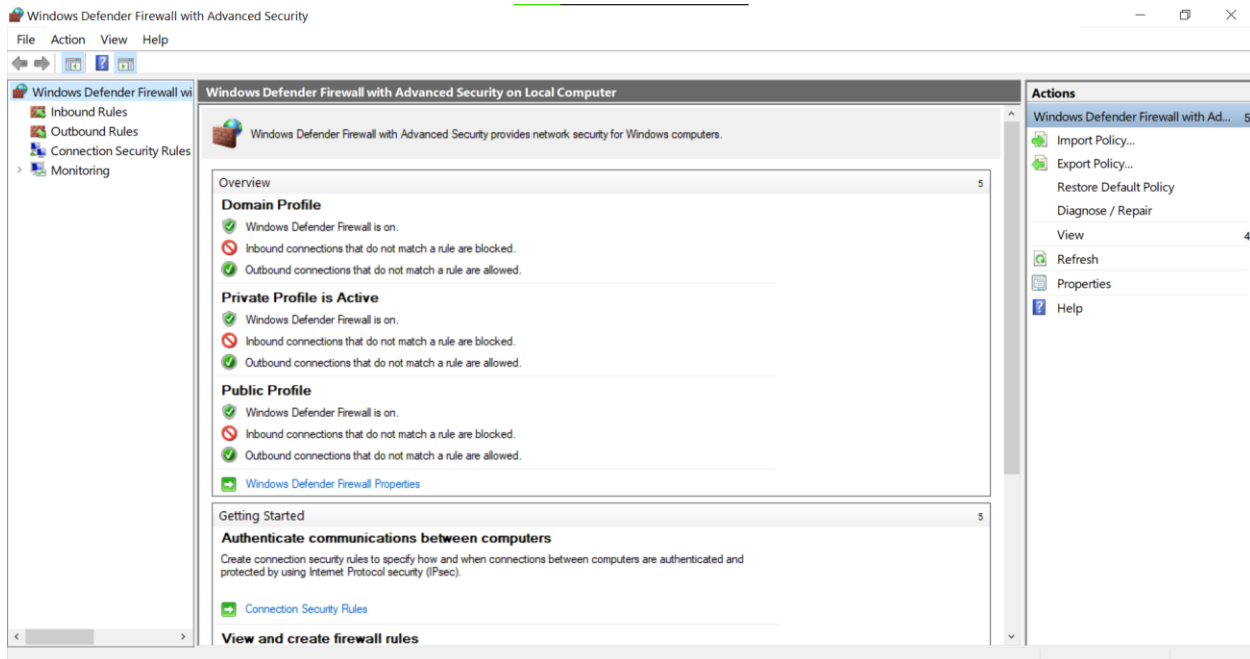 Windows Defender Firewall with Advanced Security
File Action View Help
Windows Defender Firewall wi
Inbound Rules
Outbound Rules
Connection Security Rules
Monitoring
Windows Defender Firewall with Advanced Security on Local Computer
Windows Defender Firewall with Advanced Security provides network security for Windows computers.
Overview 5
Domain Profile
Windows Defender Firewall is on.
Inbound connections that do not match a rule are blocked.
Outbound connections that do not match a rule are allowed.
Private Profile is Active
Windows Defender Firewall is on.
Inbound connections that do not match a rule are blocked.
Outbound connections that do not match a rule are allowed.
Public Profile
Windows Defender Firewall is on.
Inbound connections that do not match a rule are blocked.
Outbound connections that do not match a rule are allowed.
Windows Defender Firewall Properties
Getting Started 5
Authenticate communications between computers
Create connection security rules to specify how and when connections between computers are authenticated and
protected by using Internet Protocol security (IPsec).
Connection Security Rules
View and create firewall rules
Actions
Windows Defender Firewall with Ad... 5
Import Policy...
Export Policy...
Restore Default Policy
Diagnose / Repair
View 4
Refresh
Properties
Help